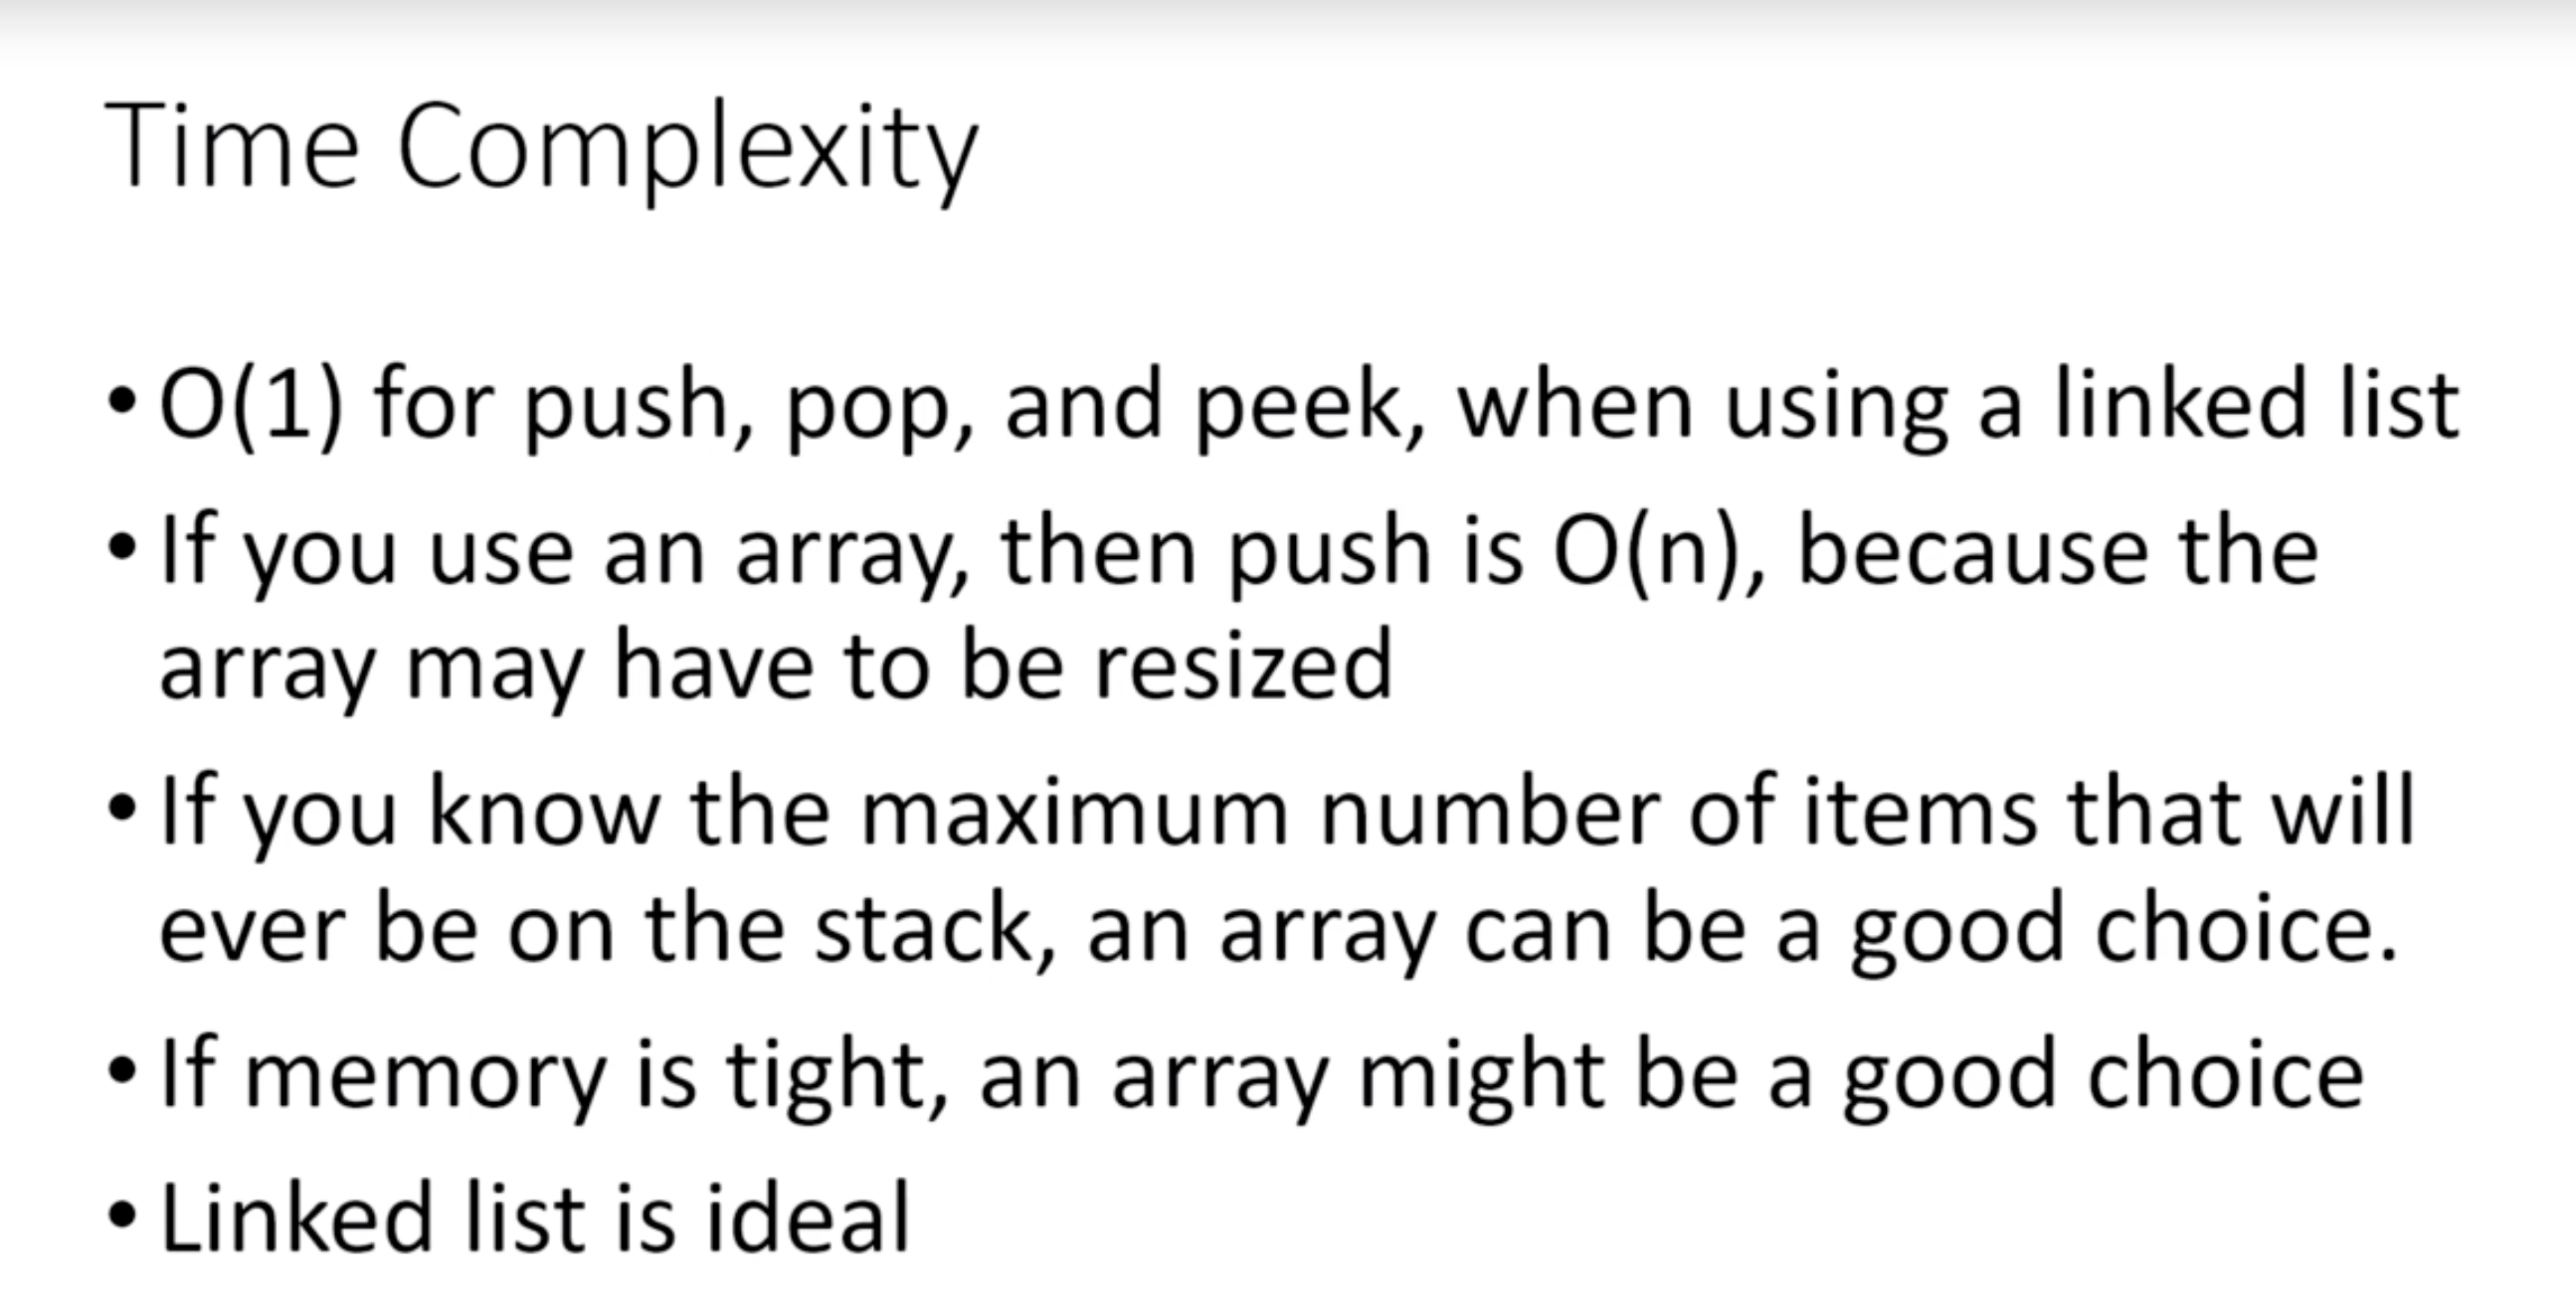 Time Complexity
• O(1) for push, pop, and peek, when using a linked list
• If you use an array, then push is O(n), because the
array may have to be resized
• If you know the maximum number of items that will
ever be on the stack, an array can be a good choice.
• If memory is tight, an array might be a good choice
• Linked list is ideal